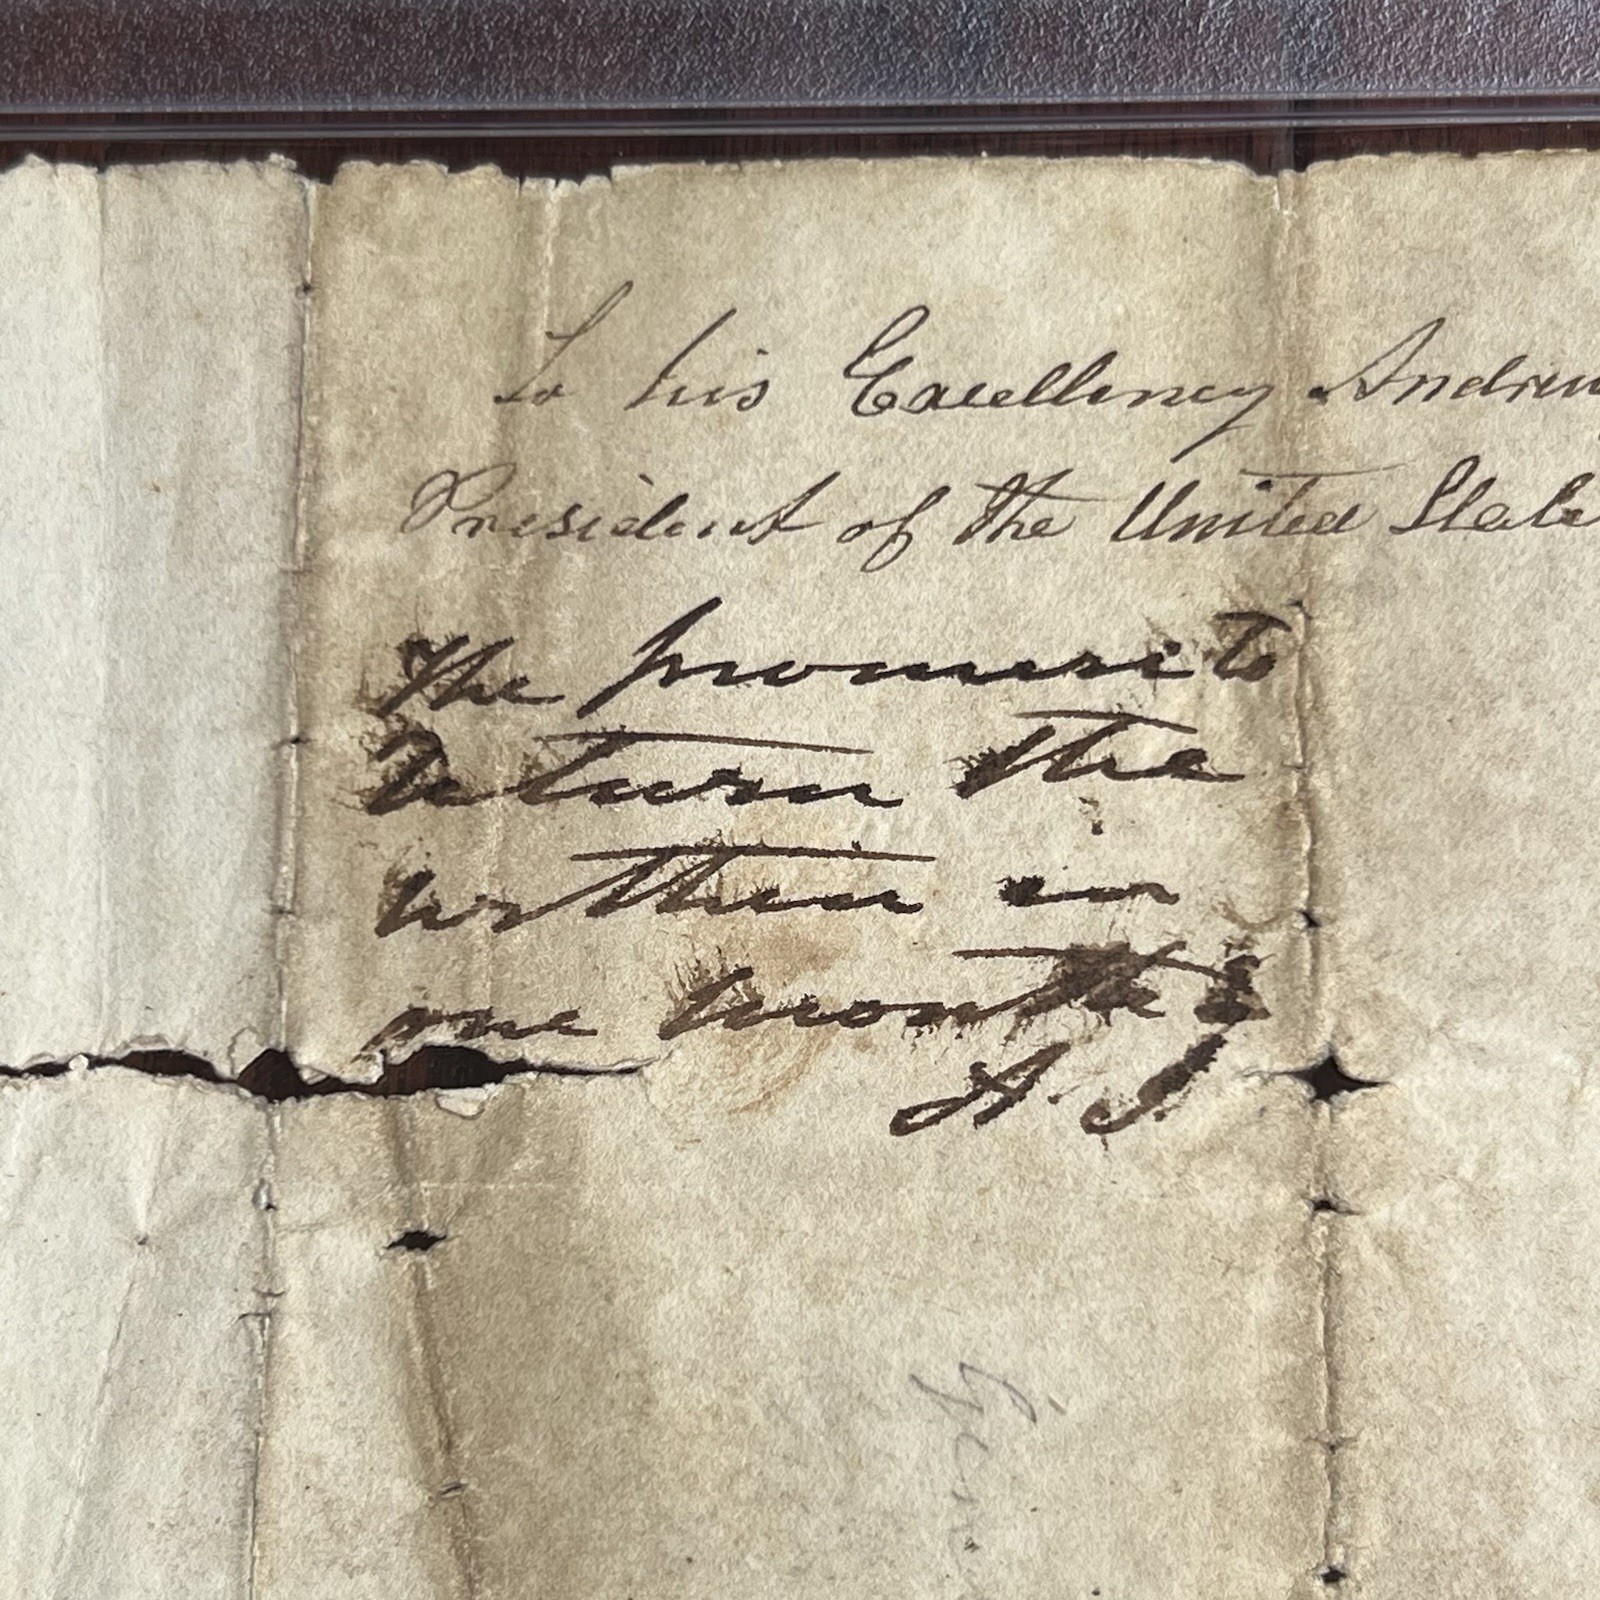 To his Excellency Andrew
President of the United State
The promise to
return the
within in
one month
A. J.